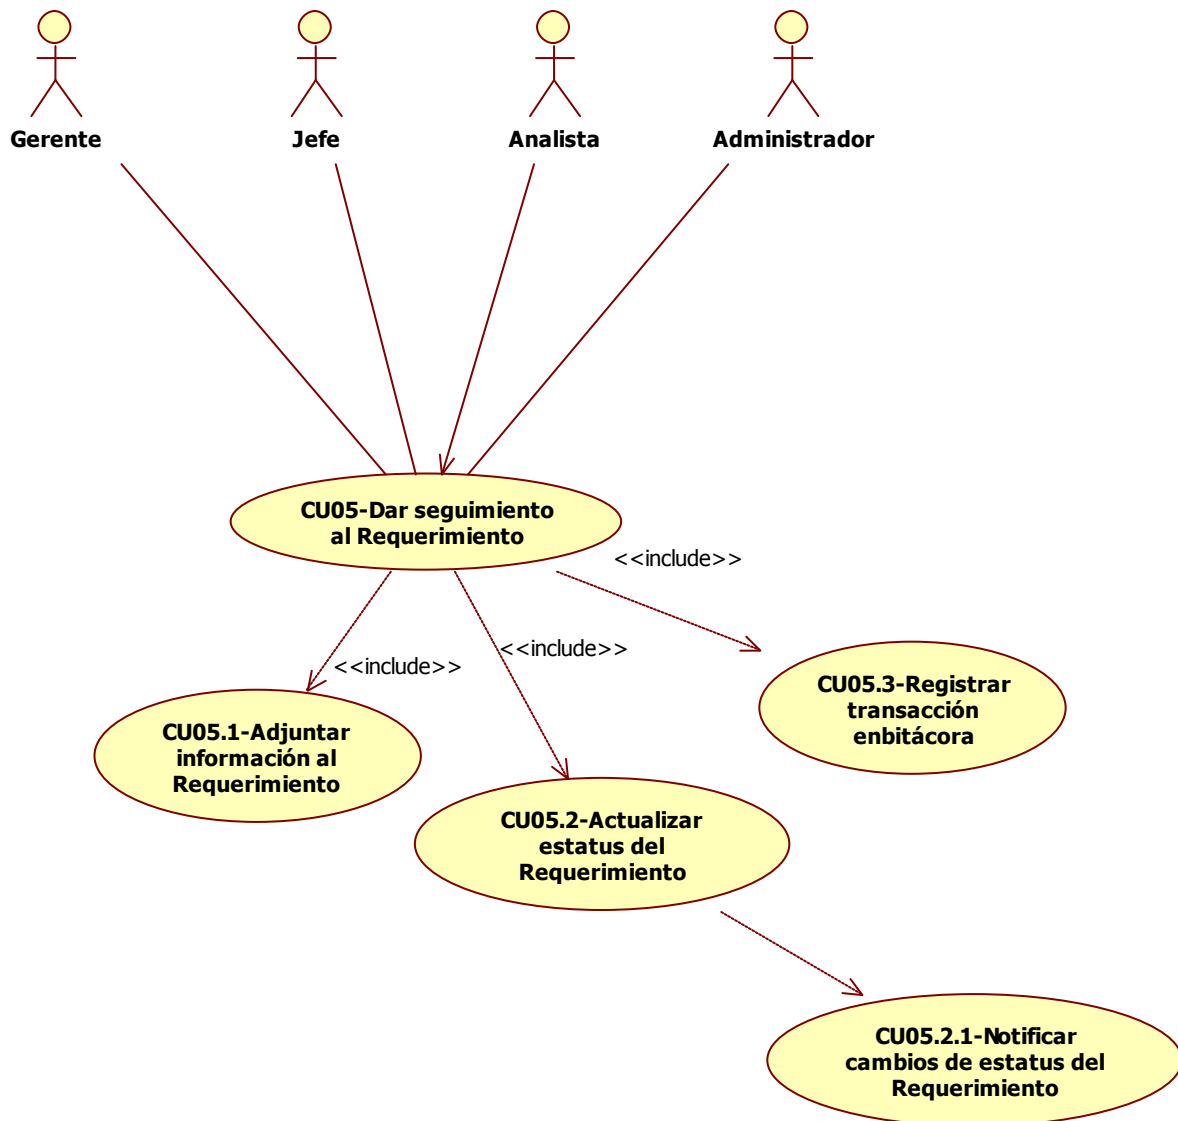 Gerente
Jefe
Analista
Administrador
CU05-Dar seguimiento
al Requerimiento
<<include>>
<<include>>
<<include>>
CU05.3-Registrar
transacción
enbitácora
CU05.1-Adjuntar
información al
Requerimiento
CU05.2-Actualizar
estatus del
Requerimiento
CU05.2.1-Notificar
cambios de estatus del
Requerimiento